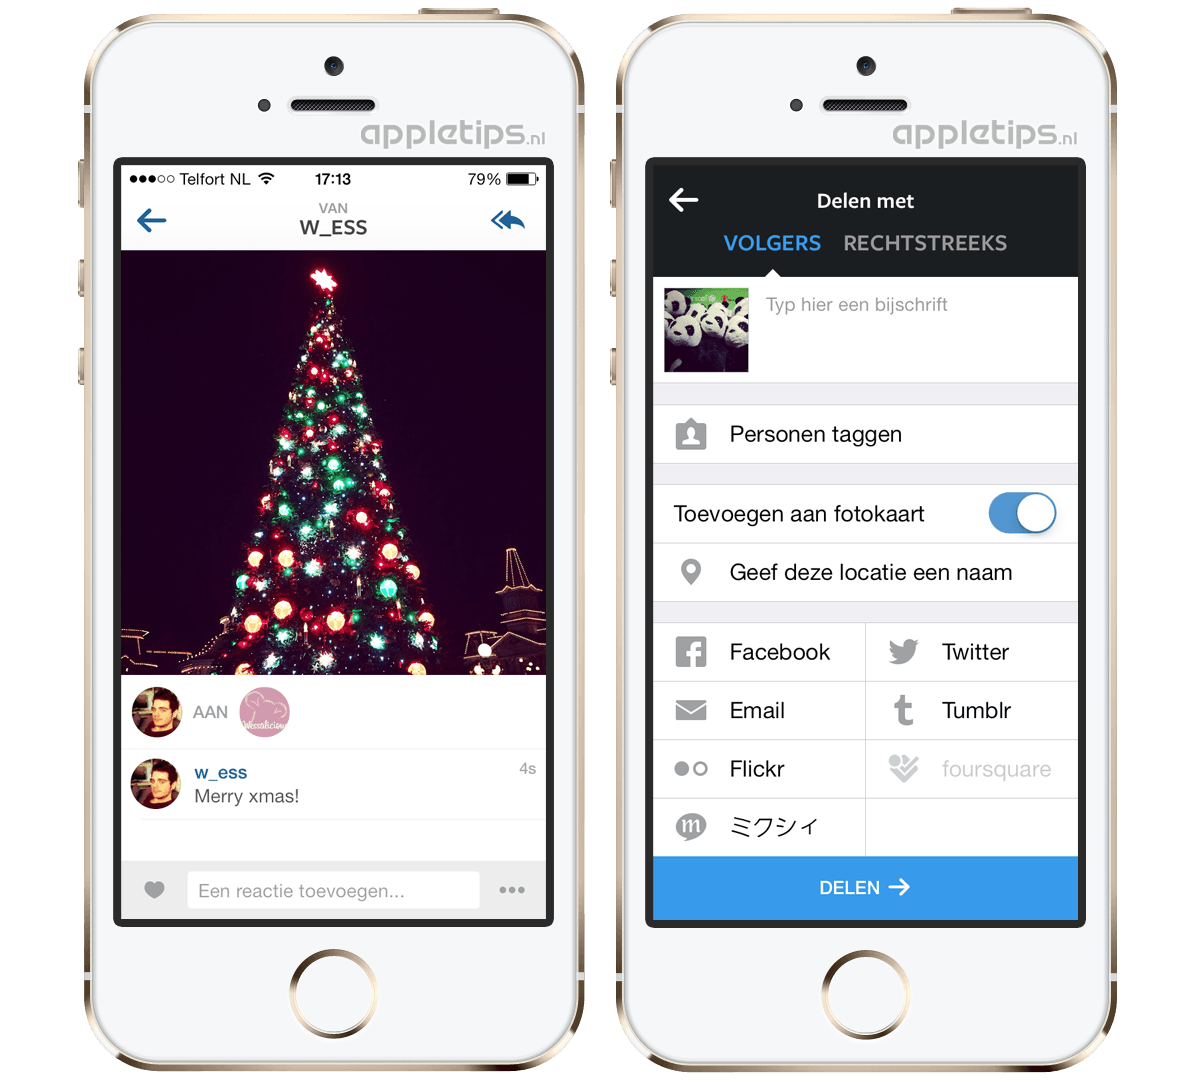 appletips.nl
Telfort NL 17:13 79%
VAN
W_ESS
AAN Wessalicious
w_ess 4s
Merry xmas!
Een reactie toevoegen...
appletips.nl
Delen met
VOLGERS RECHTSTREEKS
unicef
Typ hier een bijschrift
Personen taggen
Toevoegen aan fotokaart
Geef deze locatie een naam
Facebook Twitter
Email Tumblr
Flickr foursquare
ミクシィ
DELEN →